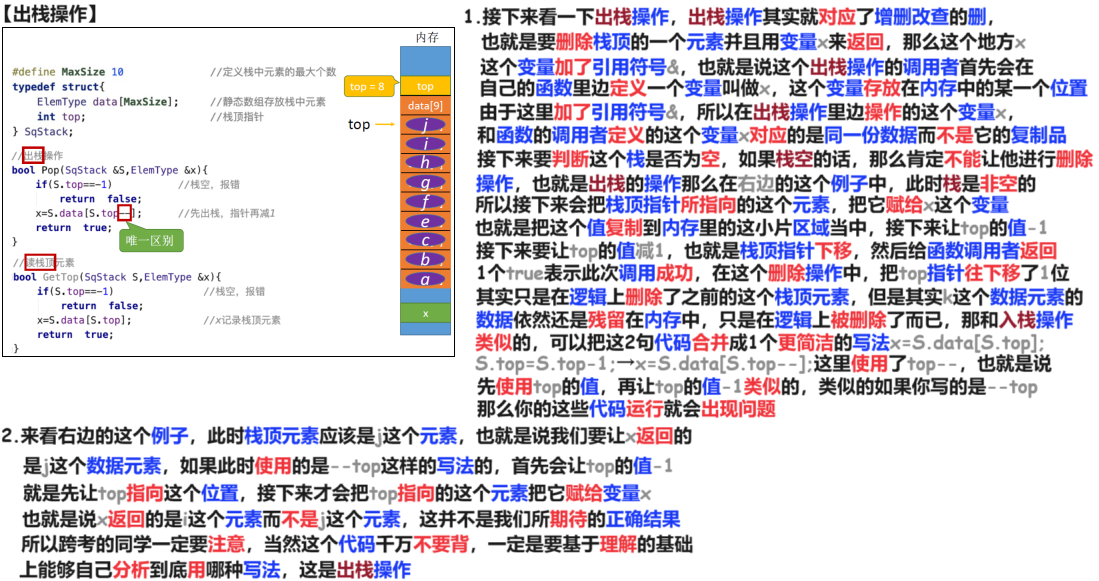 【出栈操作】
#define MaxSize 10 //定义栈中元素的最大个数
typedef struct{
ElemType data[MaxSize]; //静态数组存放栈中元素
int top; //栈顶指针
} SqStack;
//出栈操作
bool Pop(SqStack &S,ElemType &x){
if(S.top==-1) //栈空，报错
return false;
x=S.data[S.top--]; //先出栈，指针再减1
return true;
}
唯一区别
//读栈顶元素
bool GetTop(SqStack S,ElemType &x){
if(S.top==-1) //栈空，报错
return false;
x=S.data[S.top]; //x记录栈顶元素
return true;
}
内存
top = 8
top
data[9]
top
j
i
h
g
f
e
c
b
a
x
1.接下来看一下出栈操作，出栈操作其实就对应了增删改查的删，
也就是要删除栈顶的一个元素并且用变量x来返回，那么这个地方x
这个变量加了引用符号&，也就是说这个出栈操作的调用者首先会在
自己的函数里边定义一个变量叫做x，这个变量存放在内存中的某一个位置
由于这里加了引用符号&，所以在出栈操作里边操作的这个变量x，
和函数的调用者定义的这个变量x对应的是同一份数据而不是它的复制品
接下来要判断这个栈是否为空，如果栈空的话，那么肯定不能让他进行删除
操作，也就是出栈的操作那么在右边的这个例子中，此时栈是非空的
所以接下来会把栈顶指针所指向的这个元素，把它赋给x这个变量
也就是把这个值复制到内存里的这小片区域当中，接下来让top的值-1
接下来要让top的值减1，也就是栈顶指针下移，然后给函数调用者返回
1个true表示此次调用成功，在这个删除操作中，把top指针往下移了1位
其实只是在逻辑上删除了之前的这个栈顶元素，但是其实k这个数据元素的
数据依然还是残留在内存中，只是在逻辑上被删除了而已，那和入栈操作
类似的，可以把这2句代码合并成1个更简洁的写法x=S.data[S.top];
S.top=S.top-1;→x=S.data[S.top--];这里使用了top--，也就是说
先使用top的值，再让top的值-1类似的，类似的如果你写的是--top
那么你的这些代码运行就会出现问题
2.来看右边的这个例子，此时栈顶元素应该是j这个元素，也就是说我们要让x返回的
是j这个数据元素，如果此时使用的是--top这样的写法的，首先会让top的值-1
就是先让top指向这个位置，接下来才会把top指向的这个元素把它赋给变量x
也就是说x返回的是i这个元素而不是j这个元素，这并不是我们所期待的正确结果
所以跨考的同学一定要注意，当然这个代码千万不要背，一定是要基于理解的基础
上能够自己分析到底用哪种写法，这是出栈操作